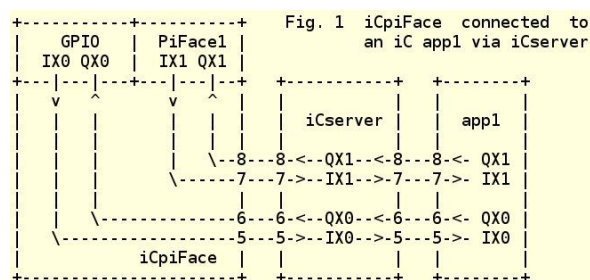 +-----------+----------+   Fig. 1  iCpiFace  connected  to
|    GPIO   |  PiFace1 |           an iC app1 via iCserver
|  IX0 QX0  |  IX1 QX1 |
+---|---|---+---|---|--+   +-----------+   +--------+
|   v   ^       v   ^  |   |           |   |        |
|   |   |       |   |  |   |  iCserver |   |  app1  |
|   |   |       |   |  |   |           |   |        |
|   |   |       |   \--8---8-<--QX1--<-8---8-<- QX1 |
|   |   |       \------7---7->--IX1-->-7---7->- IX1 |
|   |   |              |   |           |   |        |
|   |   \--------------6---6-<--QX0--<-6---6-<- QX0 |
|   \------------------5---5->--IX0-->-5---5->- IX0 |
|            iCpiFace  |   |           |   |        |
+----------------------+   +-----------+   +--------+